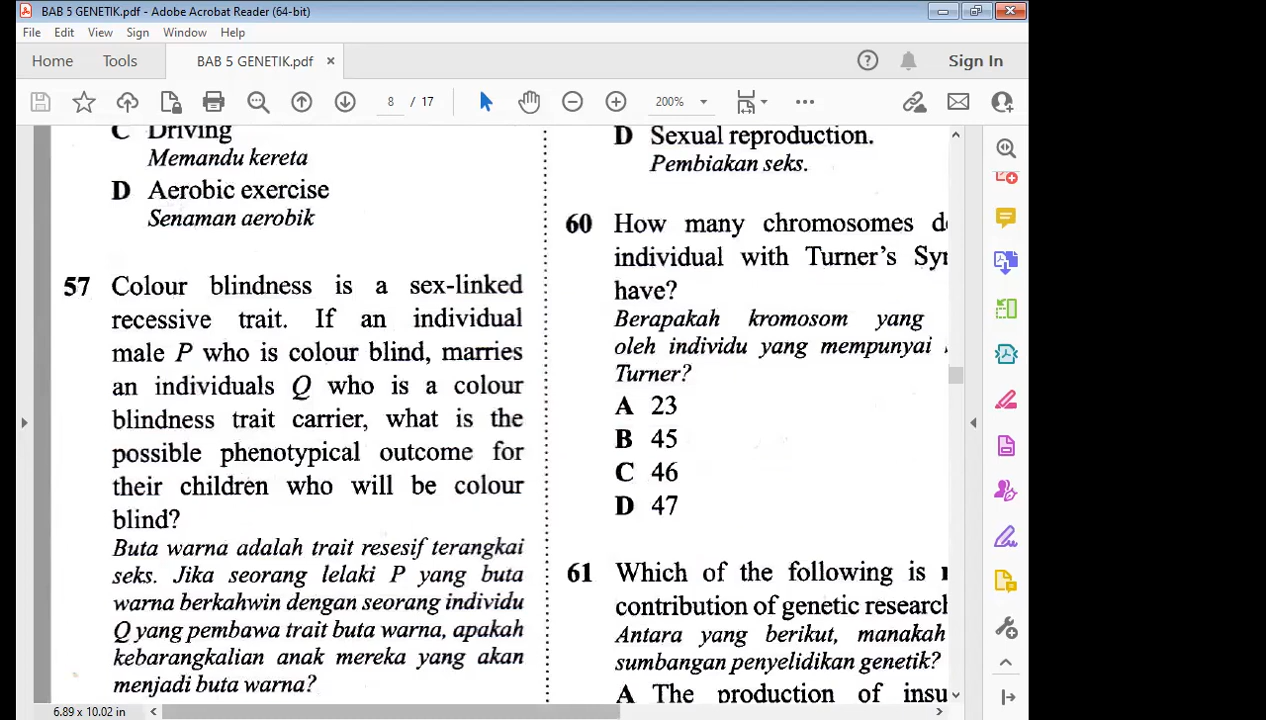 BAB 5 GENETIK.pdf - Adobe Acrobat Reader (64-bit)
File Edit View Sign Window Help
Home Tools BAB 5 GENETIK.pdf × Sign In
8 / 17 200%
C Driving
Memandu kereta
D Aerobic exercise
Senaman aerobik
57 Colour blindness is a sex-linked
recessive trait. If an individual
male P who is colour blind, marries
an individuals Q who is a colour
blindness trait carrier, what is the
possible phenotypical outcome for
their children who will be colour
blind?
Buta warna adalah trait resesif terangkai
seks. Jika seorang lelaki P yang buta
warna berkahwin dengan seorang individu
Q yang pembawa trait buta warna, apakah
kebarangkalian anak mereka yang akan
menjadi buta warna?
D Sexual reproduction.
Pembiakan seks.
60 How many chromosomes
individual with Turner's
have?
Berapakah kromosom yang
oleh individu yang mempunyai
Turner?
A 23
B 45
C 46
D 47
61 Which of the following is
contribution of genetic research
Antara yang berikut, manakah
sumbangan penyelidikan genetik?
A The production of insu
6.89 x 10.02 in